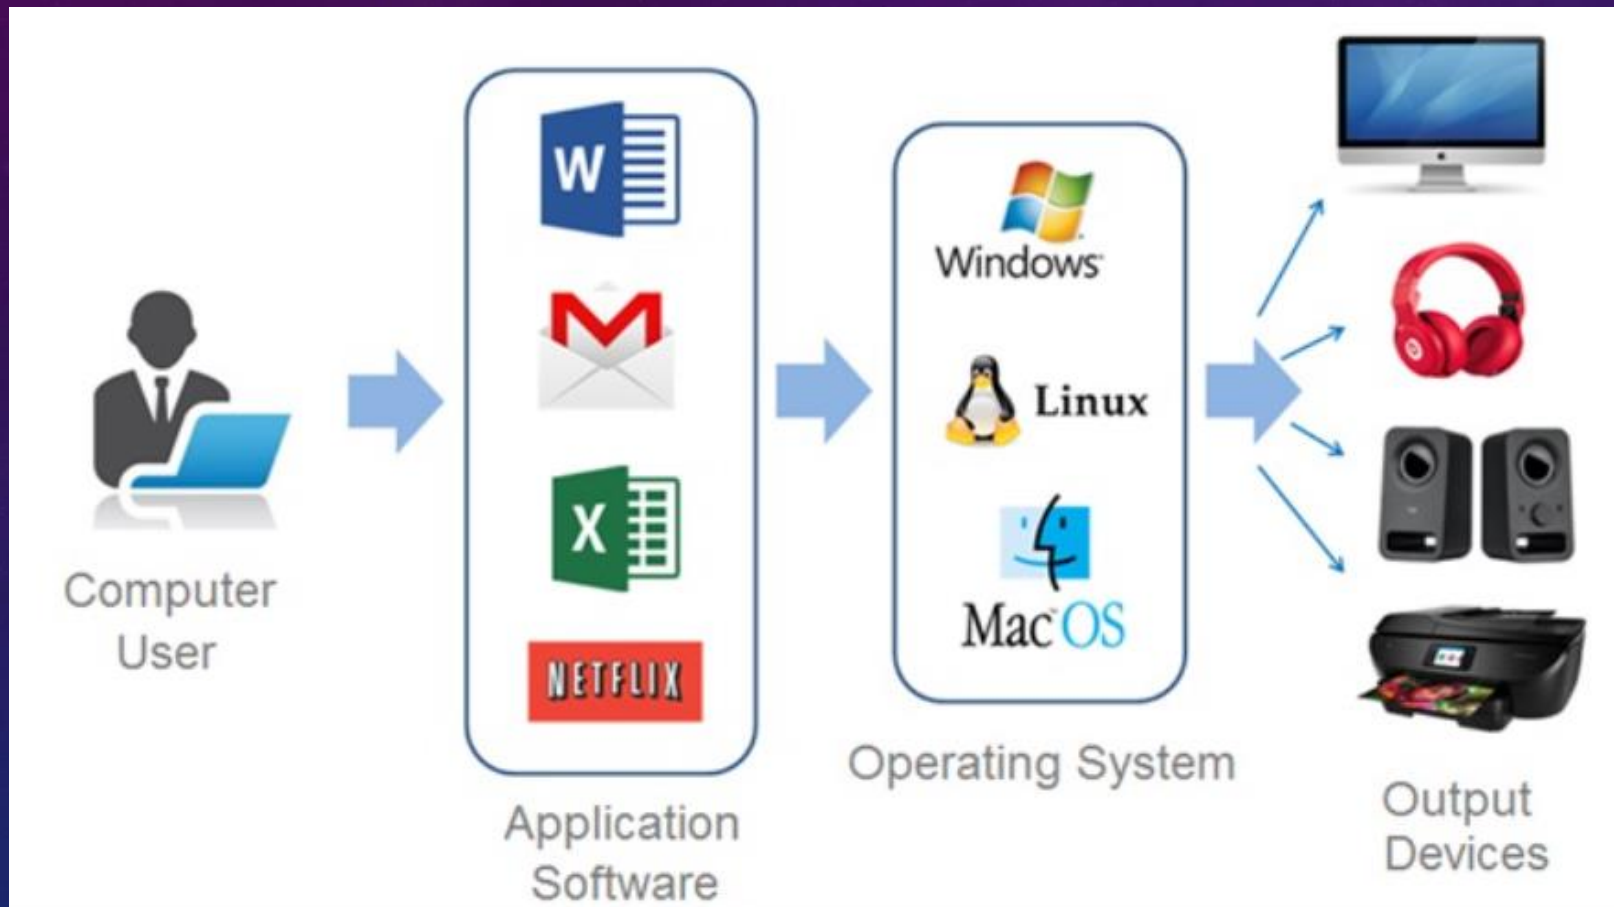 W
M
X
NETFLIX
Windows
Linux
Mac OS
Computer
User
Application
Software
Operating System
Output
Devices